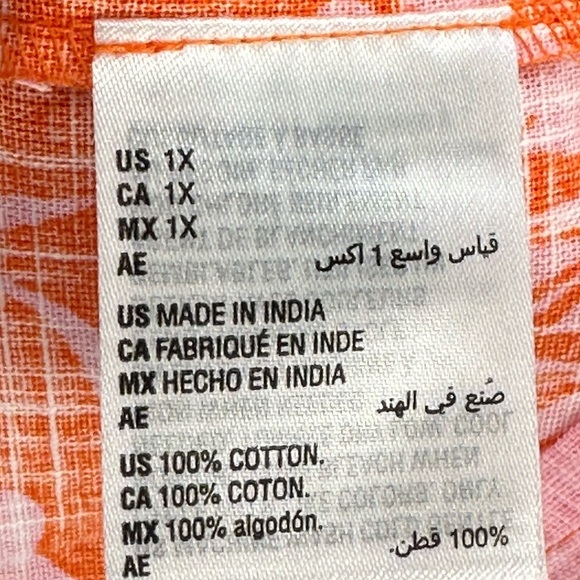 US 1X
CA 1X
MX 1X
AE قياس واسع 1 اكس
US MADE IN INDIA
CA FABRIQUÉ EN INDE
MX HECHO EN INDIA
AE صُنع في الهند
US 100% COTTON.
CA 100% COTON.
MX 100% algodón.
AE 100% قطن.